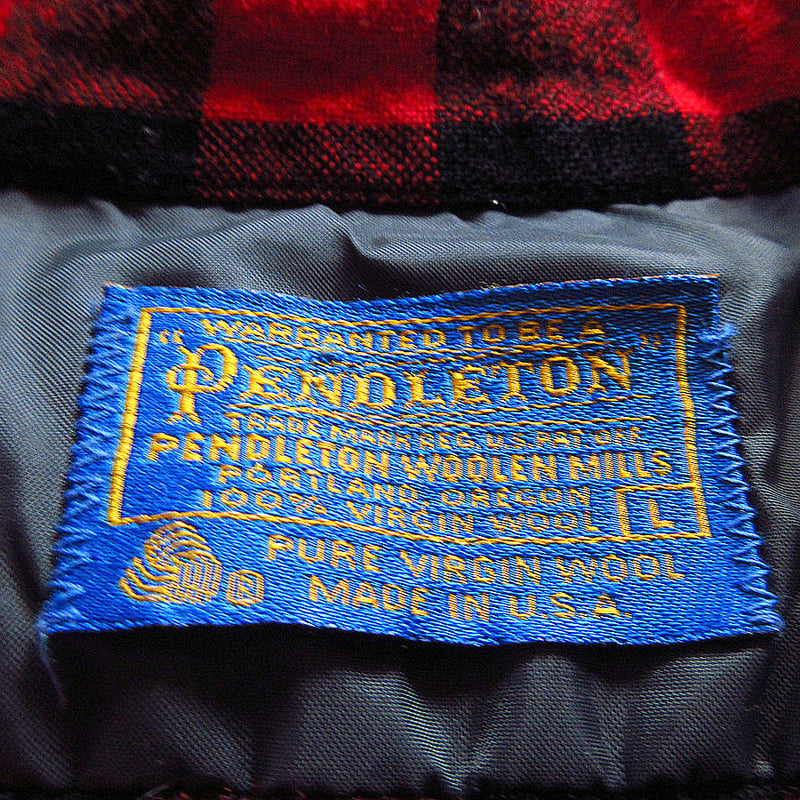 "WARRANTED TO BE A
PENDLETON"
TRADE MARK REG. U.S. PAT. OFF.
PENDLETON WOOLEN MILLS
PORTLAND, OREGON
100% VIRGIN WOOL L
PURE VIRGIN WOOL
R MADE IN U.S.A.